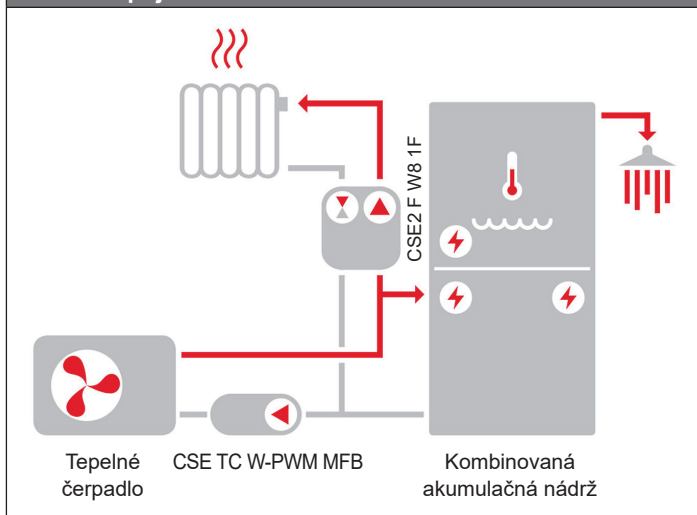 CSE2 F W8 1F
Tepelné
čerpadlo
CSE TC W-PWM MFB
Kombinovaná
akumulačná nádrž